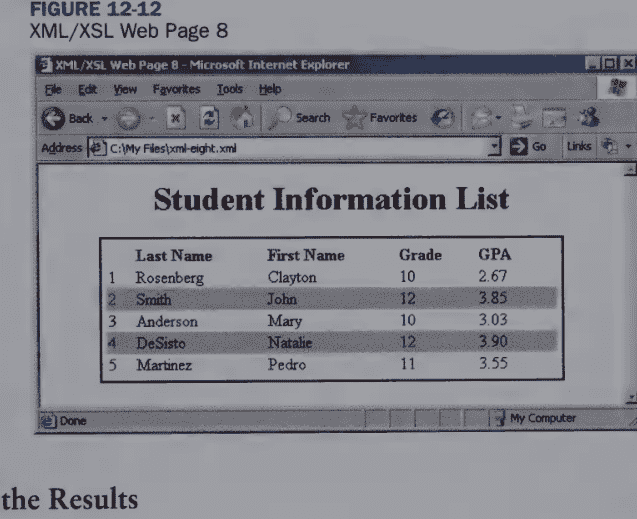 FIGURE 12-12
XML/XSL Web Page 8
XML/XSL Web Page 8 - Microsoft Internet Explorer
File Edit View Favorites Tools Help
Back Search Favorites
Address C:\My Files\xml-eight.xml Go Links
Student Information List
Last Name First Name Grade GPA
1 Rosenberg Clayton 10 2.67
2 Smith John 12 3.85
3 Anderson Mary 10 3.03
4 DeSisto Natalie 12 3.90
5 Martinez Pedro 11 3.55
Done My Computer
the Results